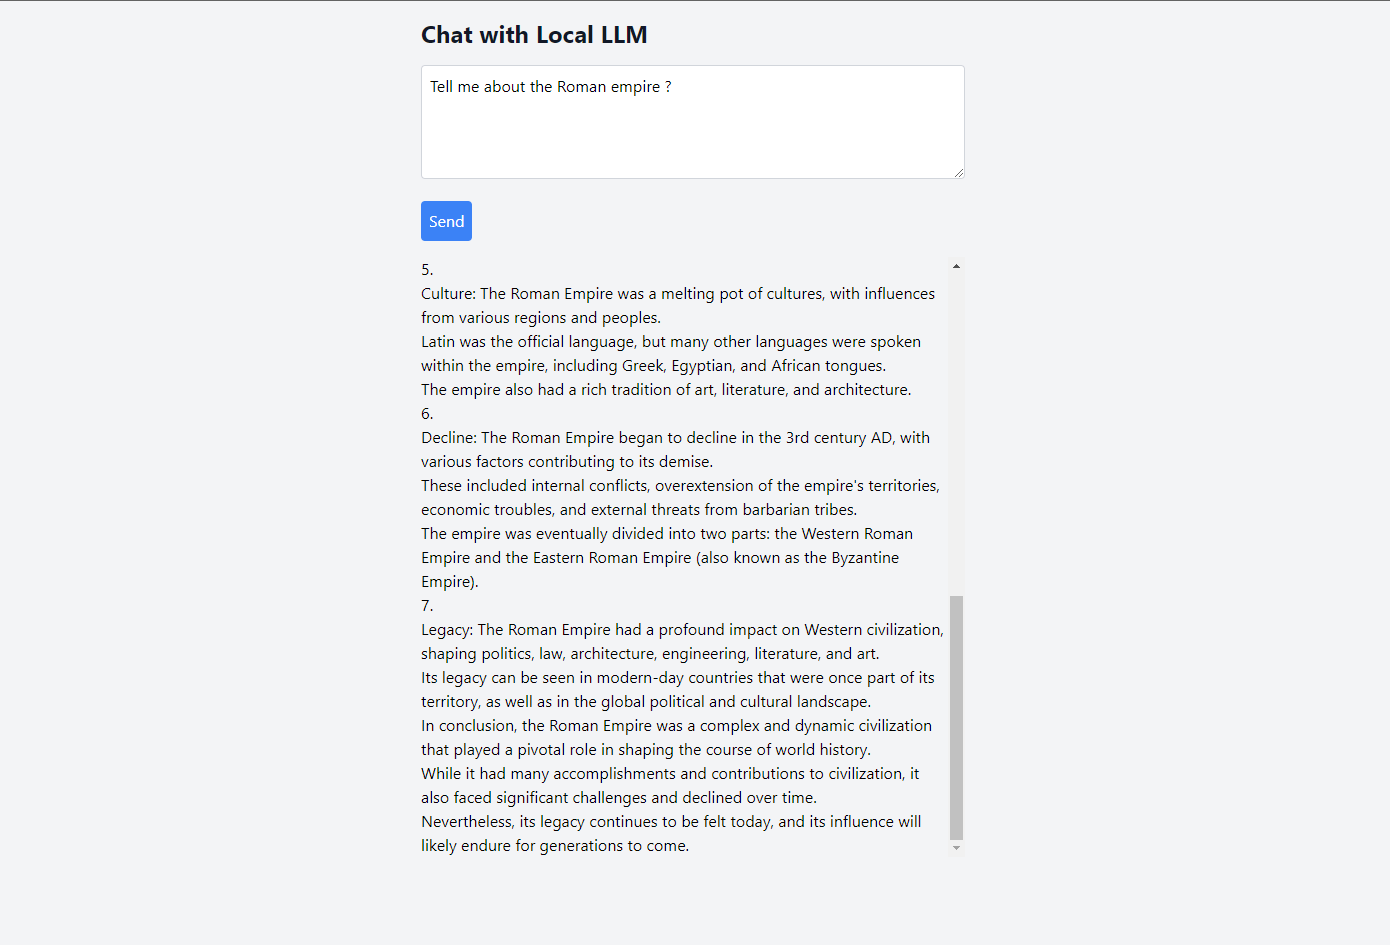 Chat with Local LLM
Tell me about the Roman empire ?
Send
5.
Culture: The Roman Empire was a melting pot of cultures, with influences
from various regions and peoples.
Latin was the official language, but many other languages were spoken
within the empire, including Greek, Egyptian, and African tongues.
The empire also had a rich tradition of art, literature, and architecture.
6.
Decline: The Roman Empire began to decline in the 3rd century AD, with
various factors contributing to its demise.
These included internal conflicts, overextension of the empire's territories,
economic troubles, and external threats from barbarian tribes.
The empire was eventually divided into two parts: the Western Roman
Empire and the Eastern Roman Empire (also known as the Byzantine
Empire).
7.
Legacy: The Roman Empire had a profound impact on Western civilization,
shaping politics, law, architecture, engineering, literature, and art.
Its legacy can be seen in modern-day countries that were once part of its
territory, as well as in the global political and cultural landscape.
In conclusion, the Roman Empire was a complex and dynamic civilization
that played a pivotal role in shaping the course of world history.
While it had many accomplishments and contributions to civilization, it
also faced significant challenges and declined over time.
Nevertheless, its legacy continues to be felt today, and its influence will
likely endure for generations to come.